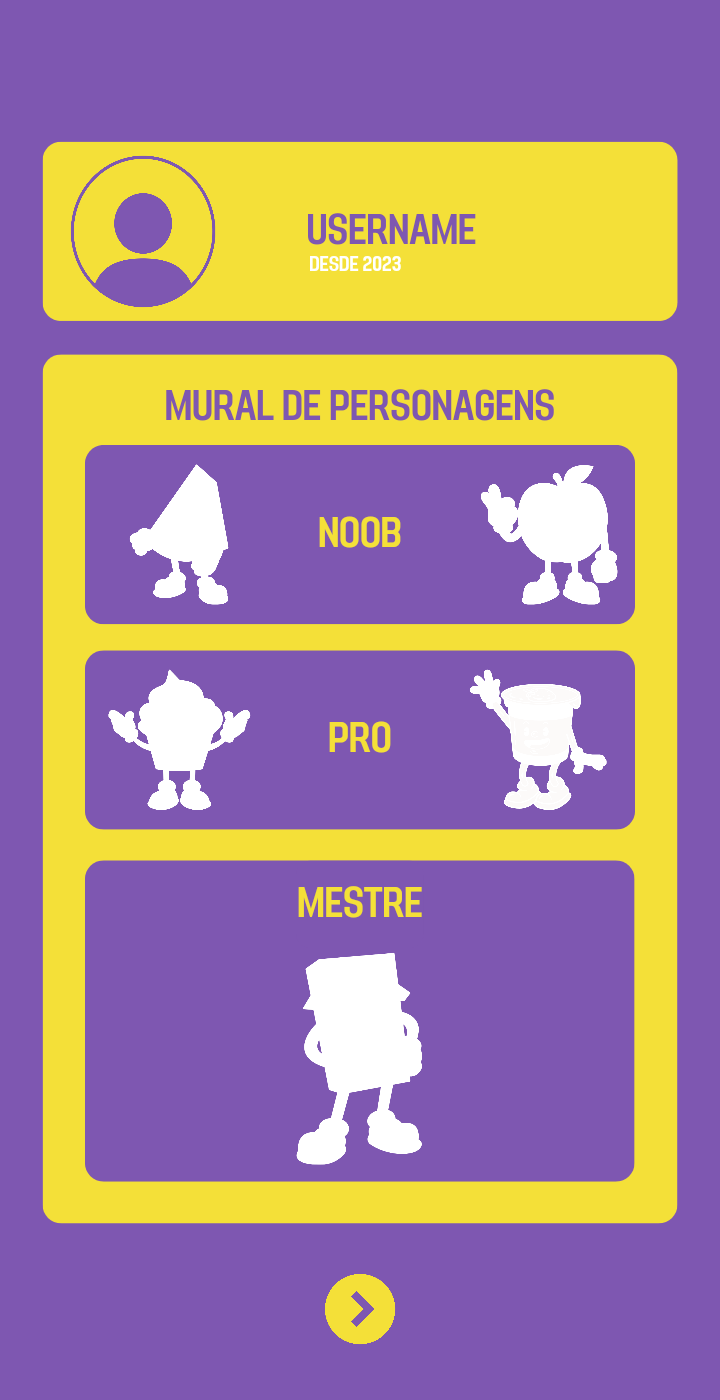 USERNAME
DESDE 2023
MURAL DE PERSONAGENS
NOOB
PRO
MESTRE